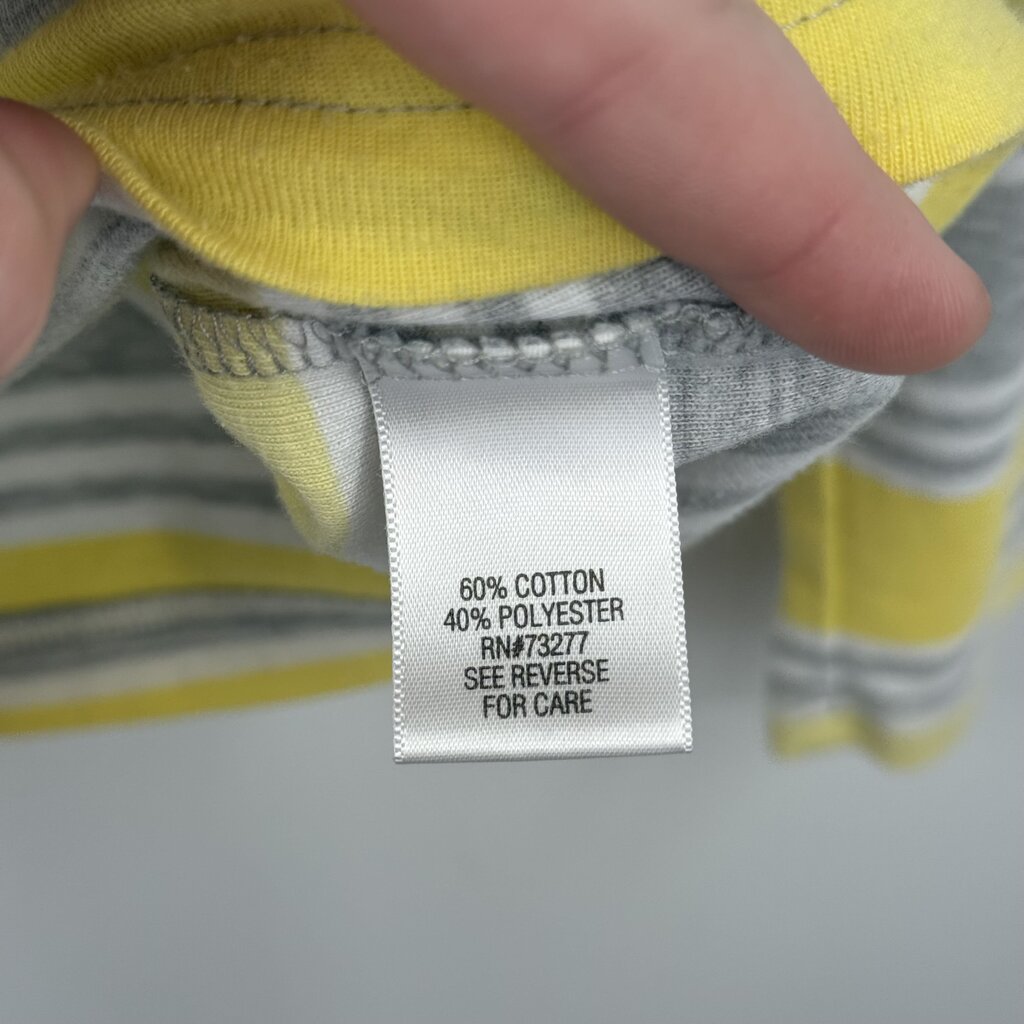 60% COTTON
40% POLYESTER
RN#73277
SEE REVERSE
FOR CARE